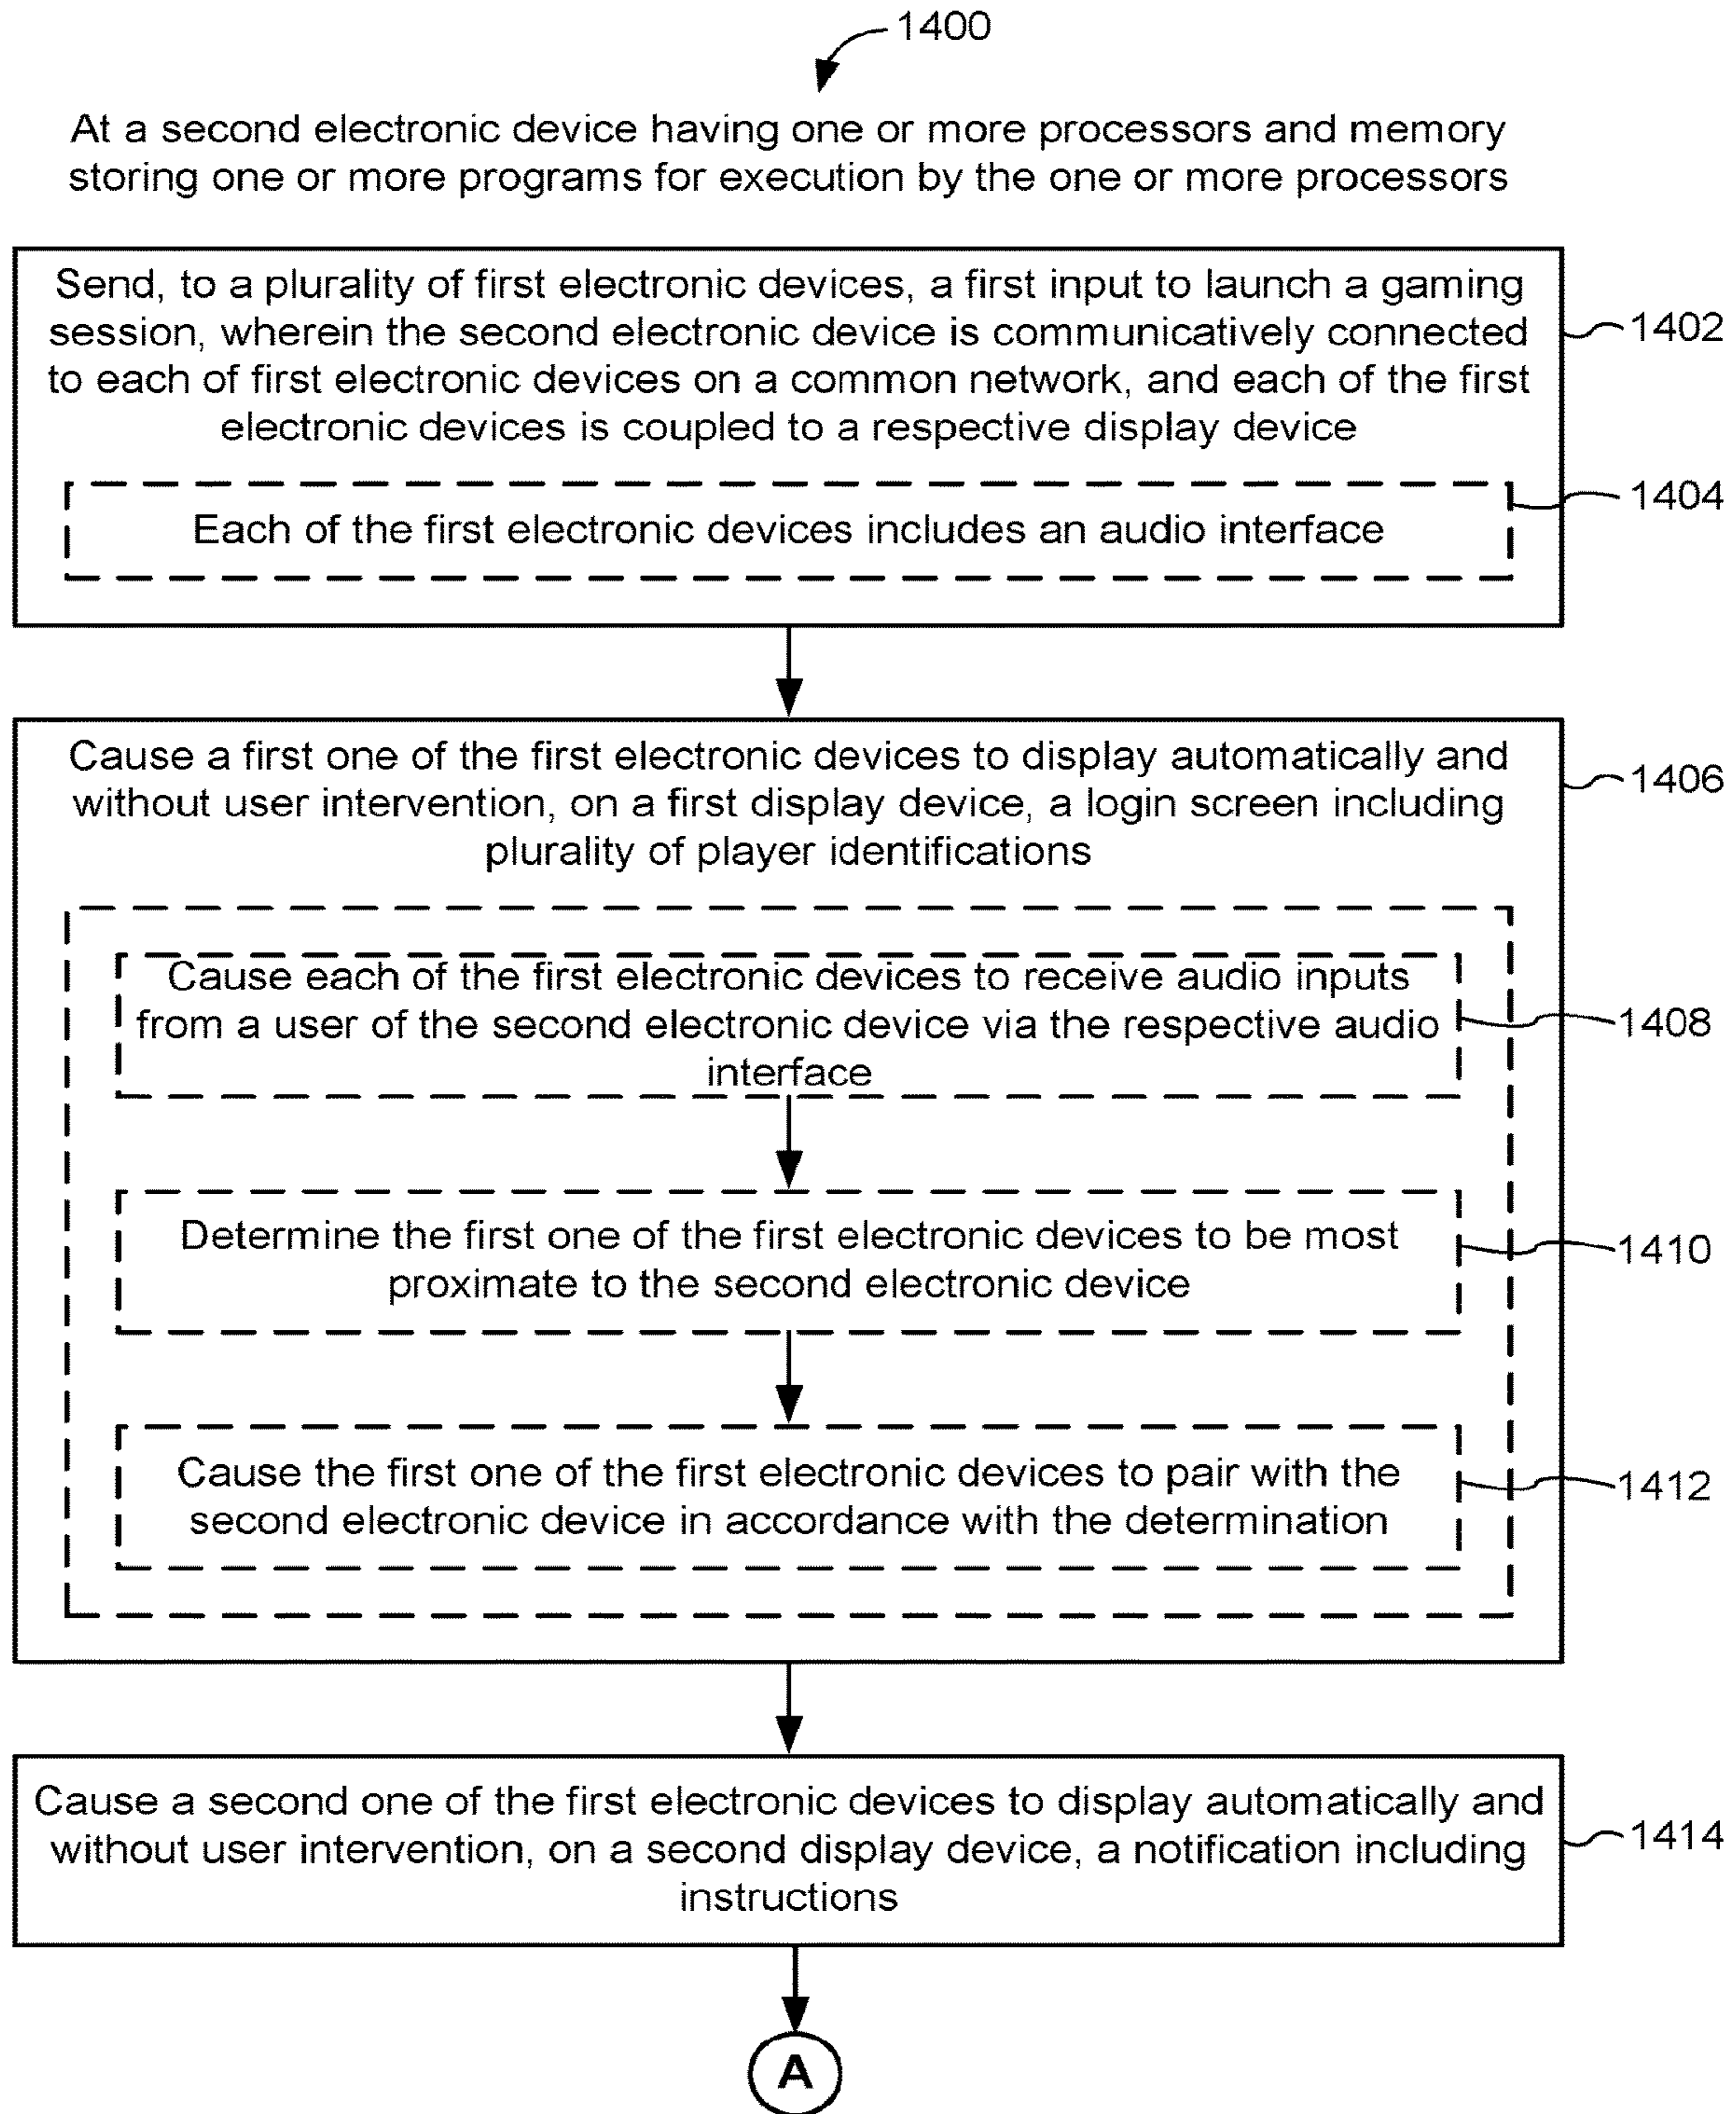 1400
At a second electronic device having one or more processors and memory
storing one or more programs for execution by the one or more processors
Send, to a plurality of first electronic devices, a first input to launch a gaming
session, wherein the second electronic device is communicatively connected
to each of first electronic devices on a common network, and each of the first
electronic devices is coupled to a respective display device
1402
Each of the first electronic devices includes an audio interface
1404
Cause a first one of the first electronic devices to display automatically and
without user intervention, on a first display device, a login screen including
plurality of player identifications
1406
Cause each of the first electronic devices to receive audio inputs
from a user of the second electronic device via the respective audio
interface
1408
Determine the first one of the first electronic devices to be most
proximate to the second electronic device
1410
Cause the first one of the first electronic devices to pair with the
second electronic device in accordance with the determination
1412
Cause a second one of the first electronic devices to display automatically and
without user intervention, on a second display device, a notification including
instructions
1414
A